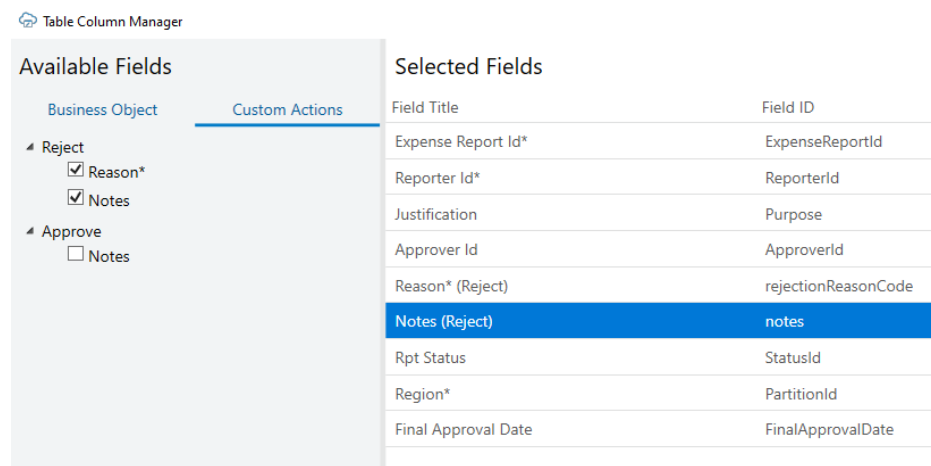 Table Column Manager
Available Fields
Business Object Custom Actions
Reject
Reason*
Notes
Approve
Notes
Selected Fields
Field Title Field ID
Expense Report Id* ExpenseReportId
Reporter Id* ReporterId
Justification Purpose
Approver Id ApproverId
Reason* (Reject) rejectionReasonCode
Notes (Reject) notes
Rpt Status StatusId
Region* PartitionId
Final Approval Date FinalApprovalDate